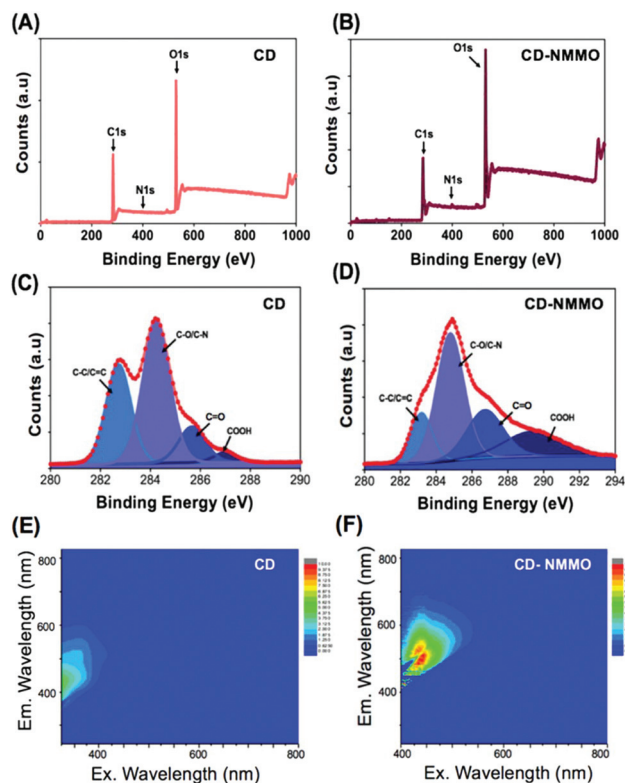 (A)
CD
O1s
C1s
N1s
Counts (a.u)
0 200 400 600 800 1000
Binding Energy (eV)
(B)
CD-NMMO
O1s
C1s
N1s
Counts (a.u)
0 200 400 600 800 1000
Binding Energy (eV)
(C)
CD
C-O/C-N
C-C/C=C
C=O
COOH
Counts (a.u)
280 282 284 286 288 290
Binding Energy (eV)
(D)
CD-NMMO
C-O/C-N
C-C/C=C
C=O
COOH
Counts (a.u)
280 282 284 286 288 290 292 294
Binding Energy (eV)
(E)
CD
800
700
600
500
400
Em. Wavelength (nm)
400 600 800
Ex. Wavelength (nm)
(F)
CD- NMMO
800
700
600
500
400
Em. Wavelength (nm)
400 600 800
Ex. Wavelength (nm)